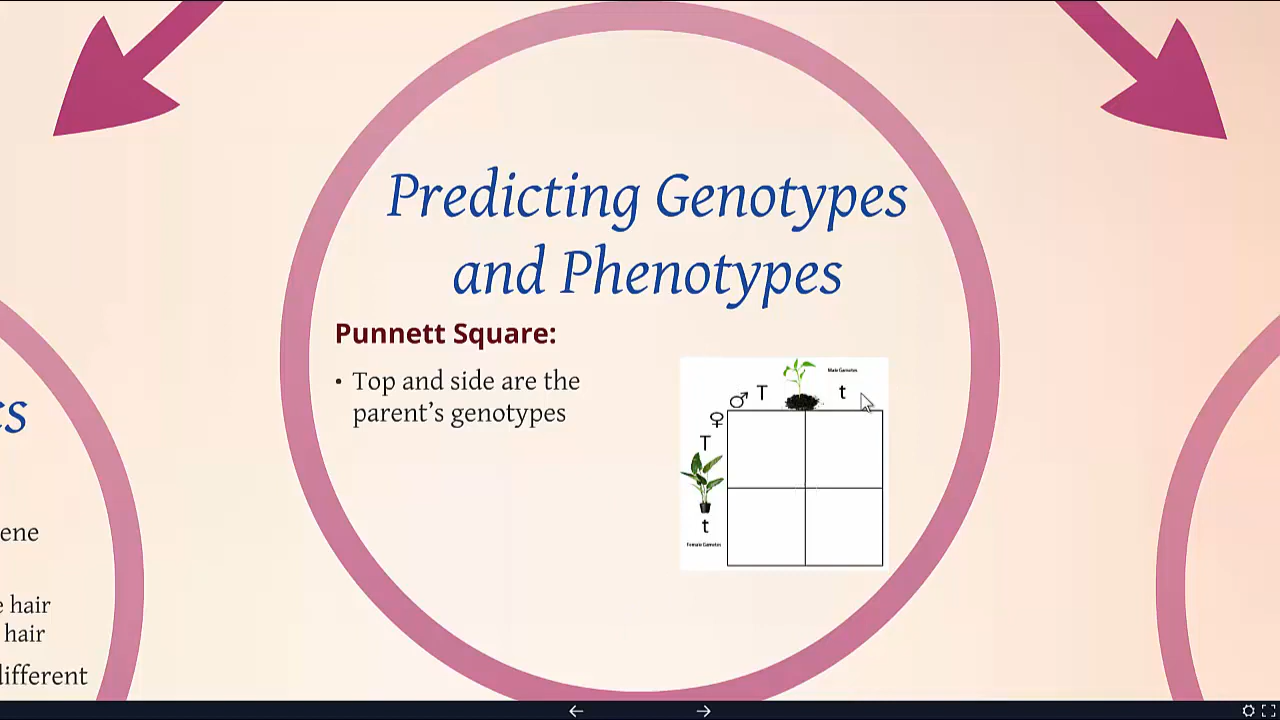 Predicting Genotypes
and Phenotypes
Punnett Square:
• Top and side are the
parent’s genotypes
Male Gametes
♂ T t
♀
T
t
Female Gametes
cs
ene
e hair
hair
different